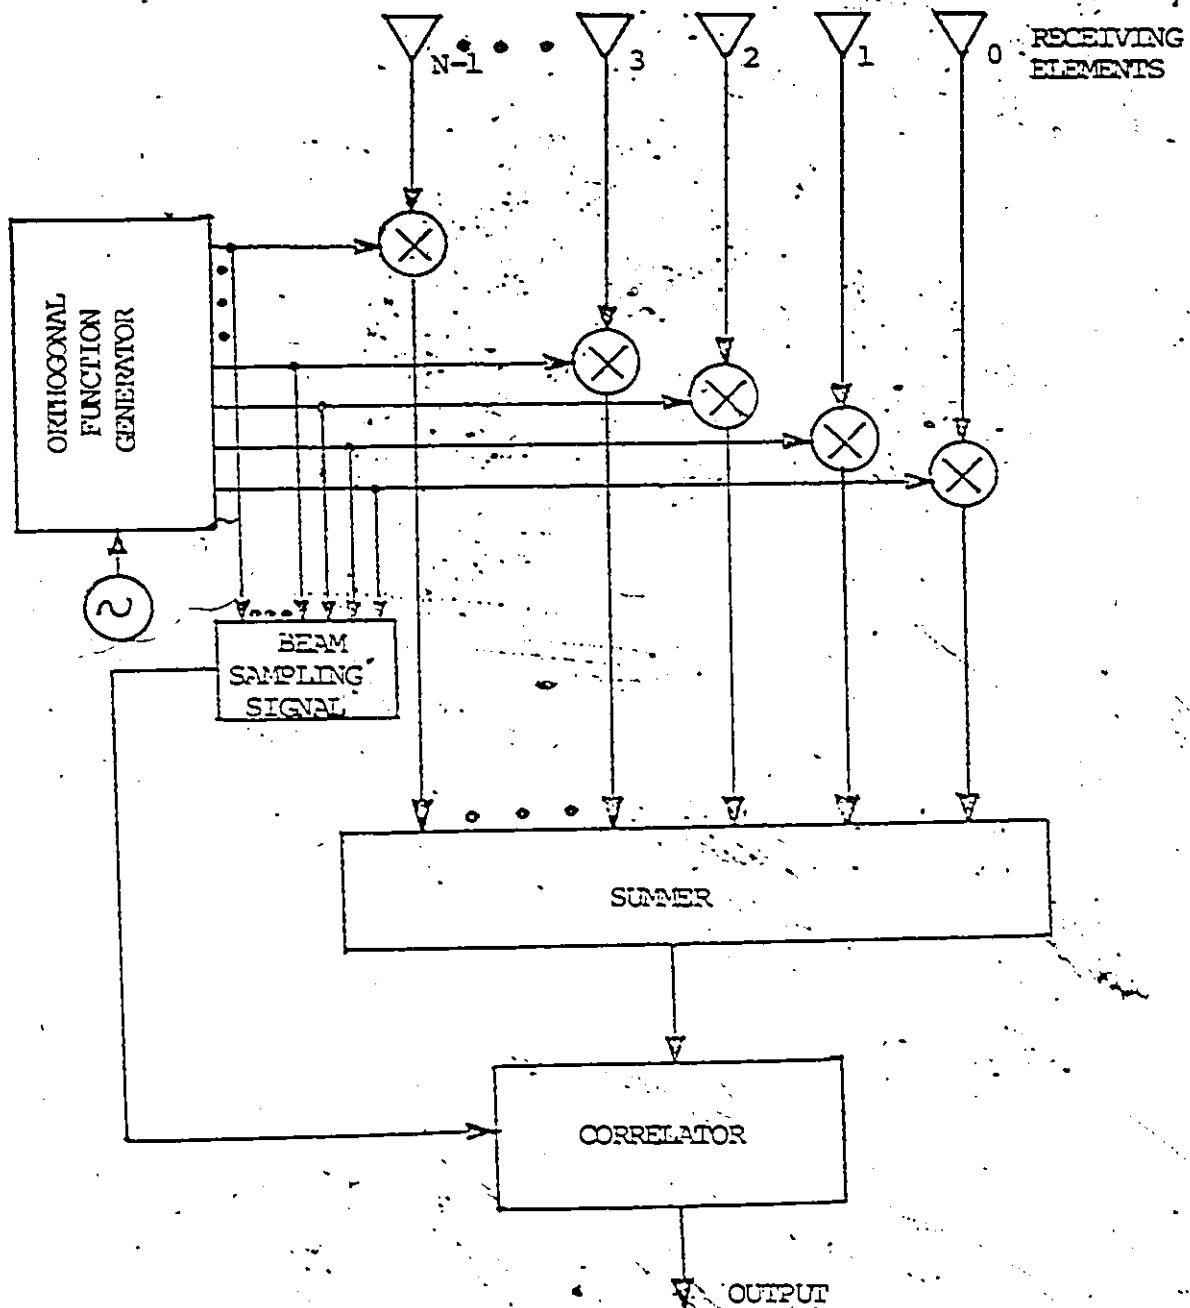 RECEIVING
ELEMENTS
N-1
3
2
1
0
ORTHOGONAL
FUNCTION
GENERATOR
BEAM
SAMPLING
SIGNAL
SUMMER
CORRELATOR
OUTPUT